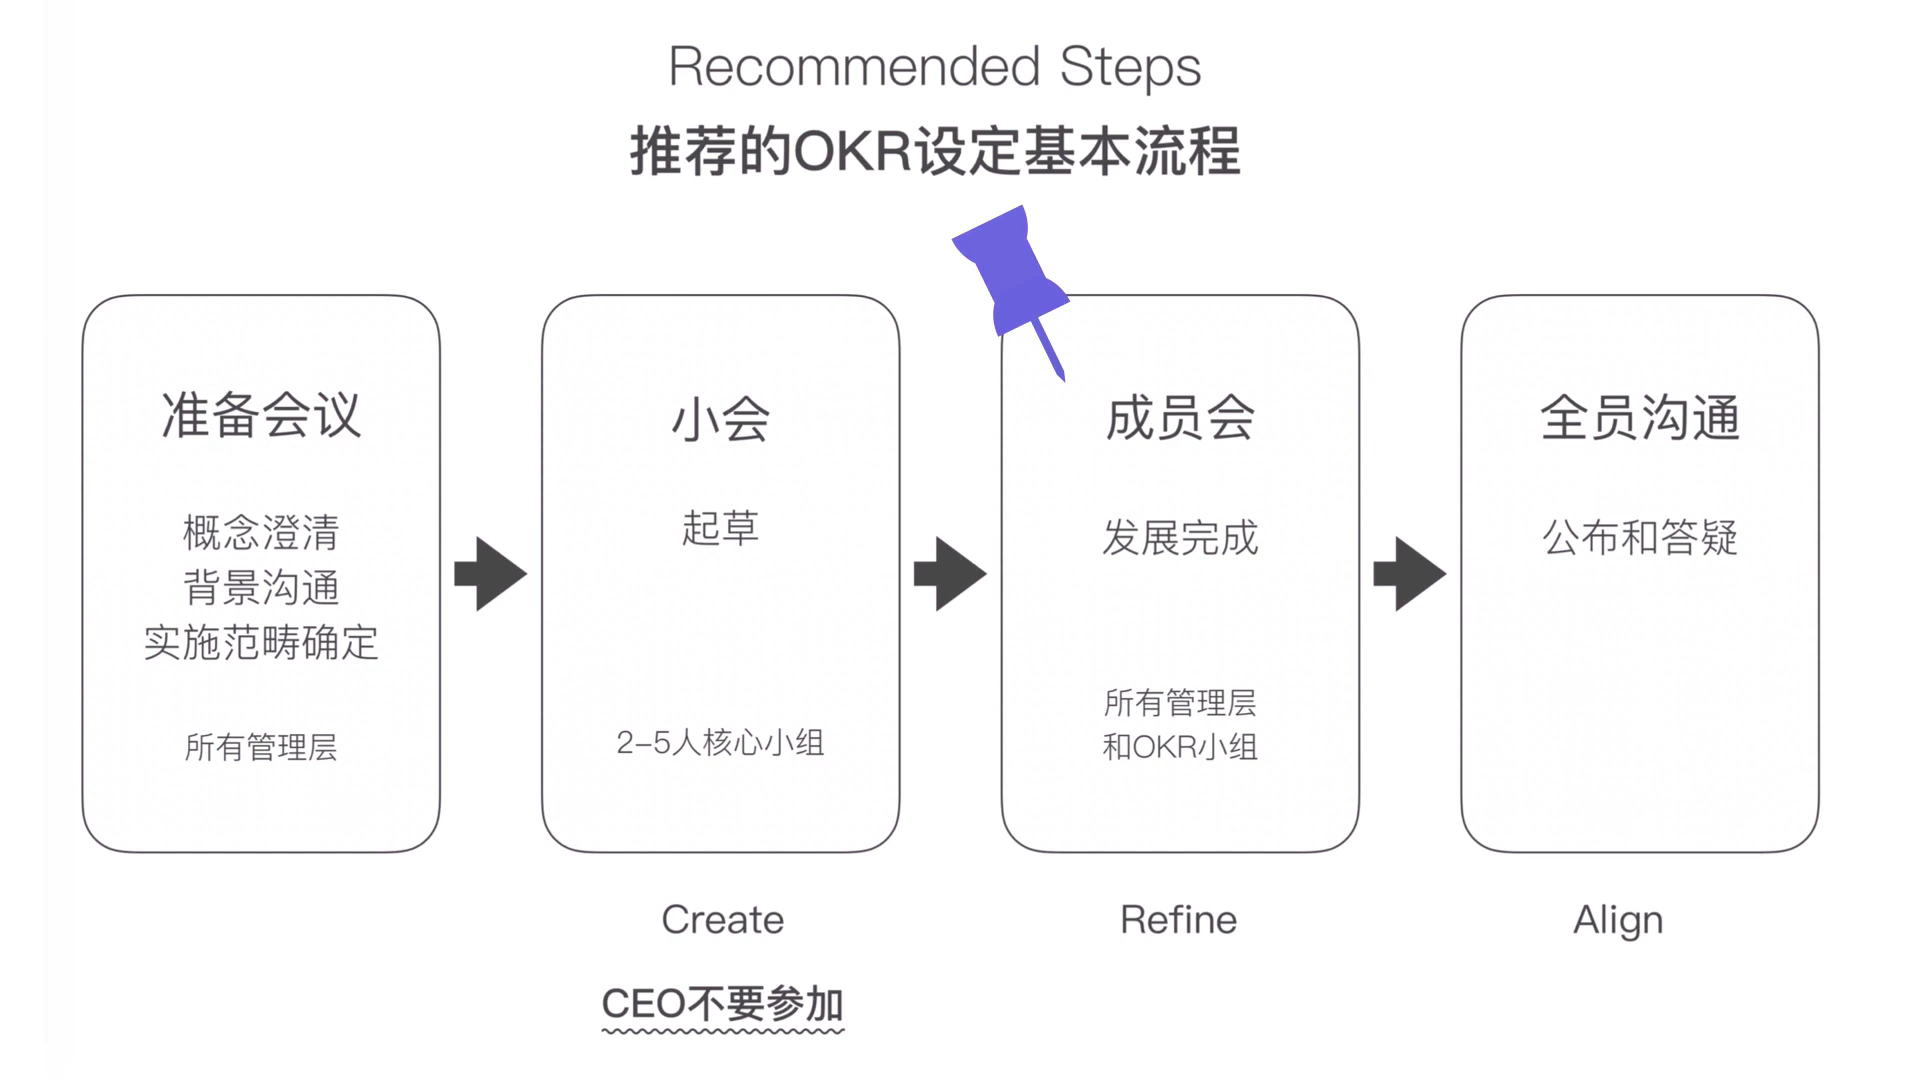 Recommended Steps
推荐的OKR设定基本流程
准备会议
概念澄清
背景沟通
实施范畴确定
所有管理层
小会
起草
2-5人核心小组
Create
CEO不要参加
成员会
发展完成
所有管理层
和OKR小组
Refine
全员沟通
公布和答疑
Align